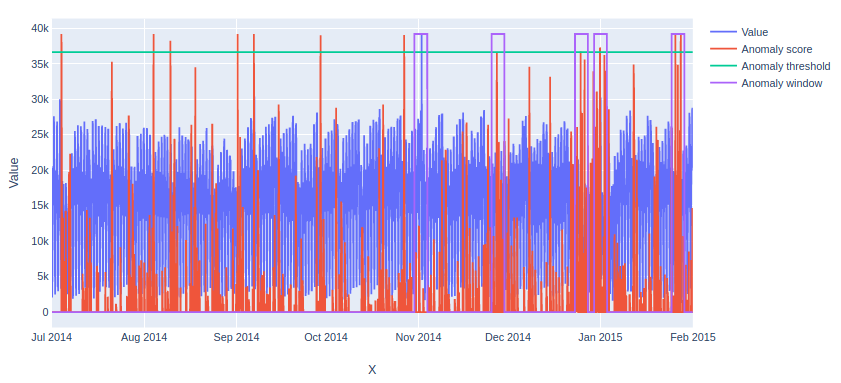 40k
35k
30k
25k
20k
15k
10k
5k
0
Value
Jul 2014
Aug 2014
Sep 2014
Oct 2014
Nov 2014
Dec 2014
Jan 2015
Feb 2015
X
Value
Anomaly score
Anomaly threshold
Anomaly window